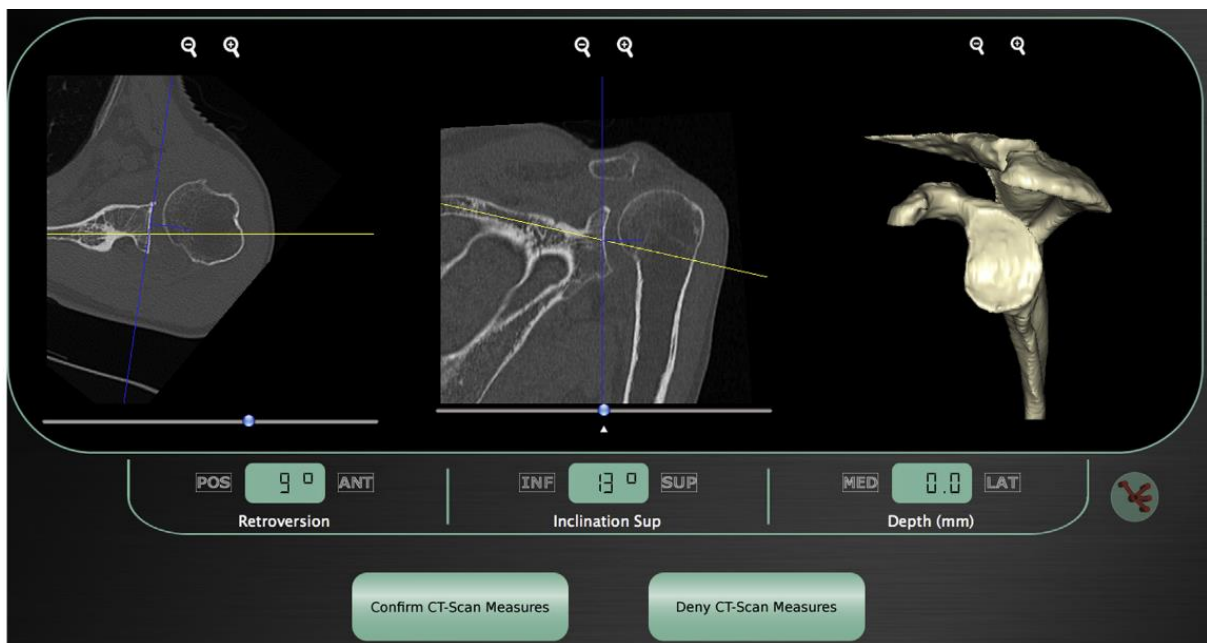 POS 9° ANT
Retroversion
INF 13° SUP
Inclination Sup
MED 0.0 LAT
Depth (mm)
Confirm CT-Scan Measures
Deny CT-Scan Measures